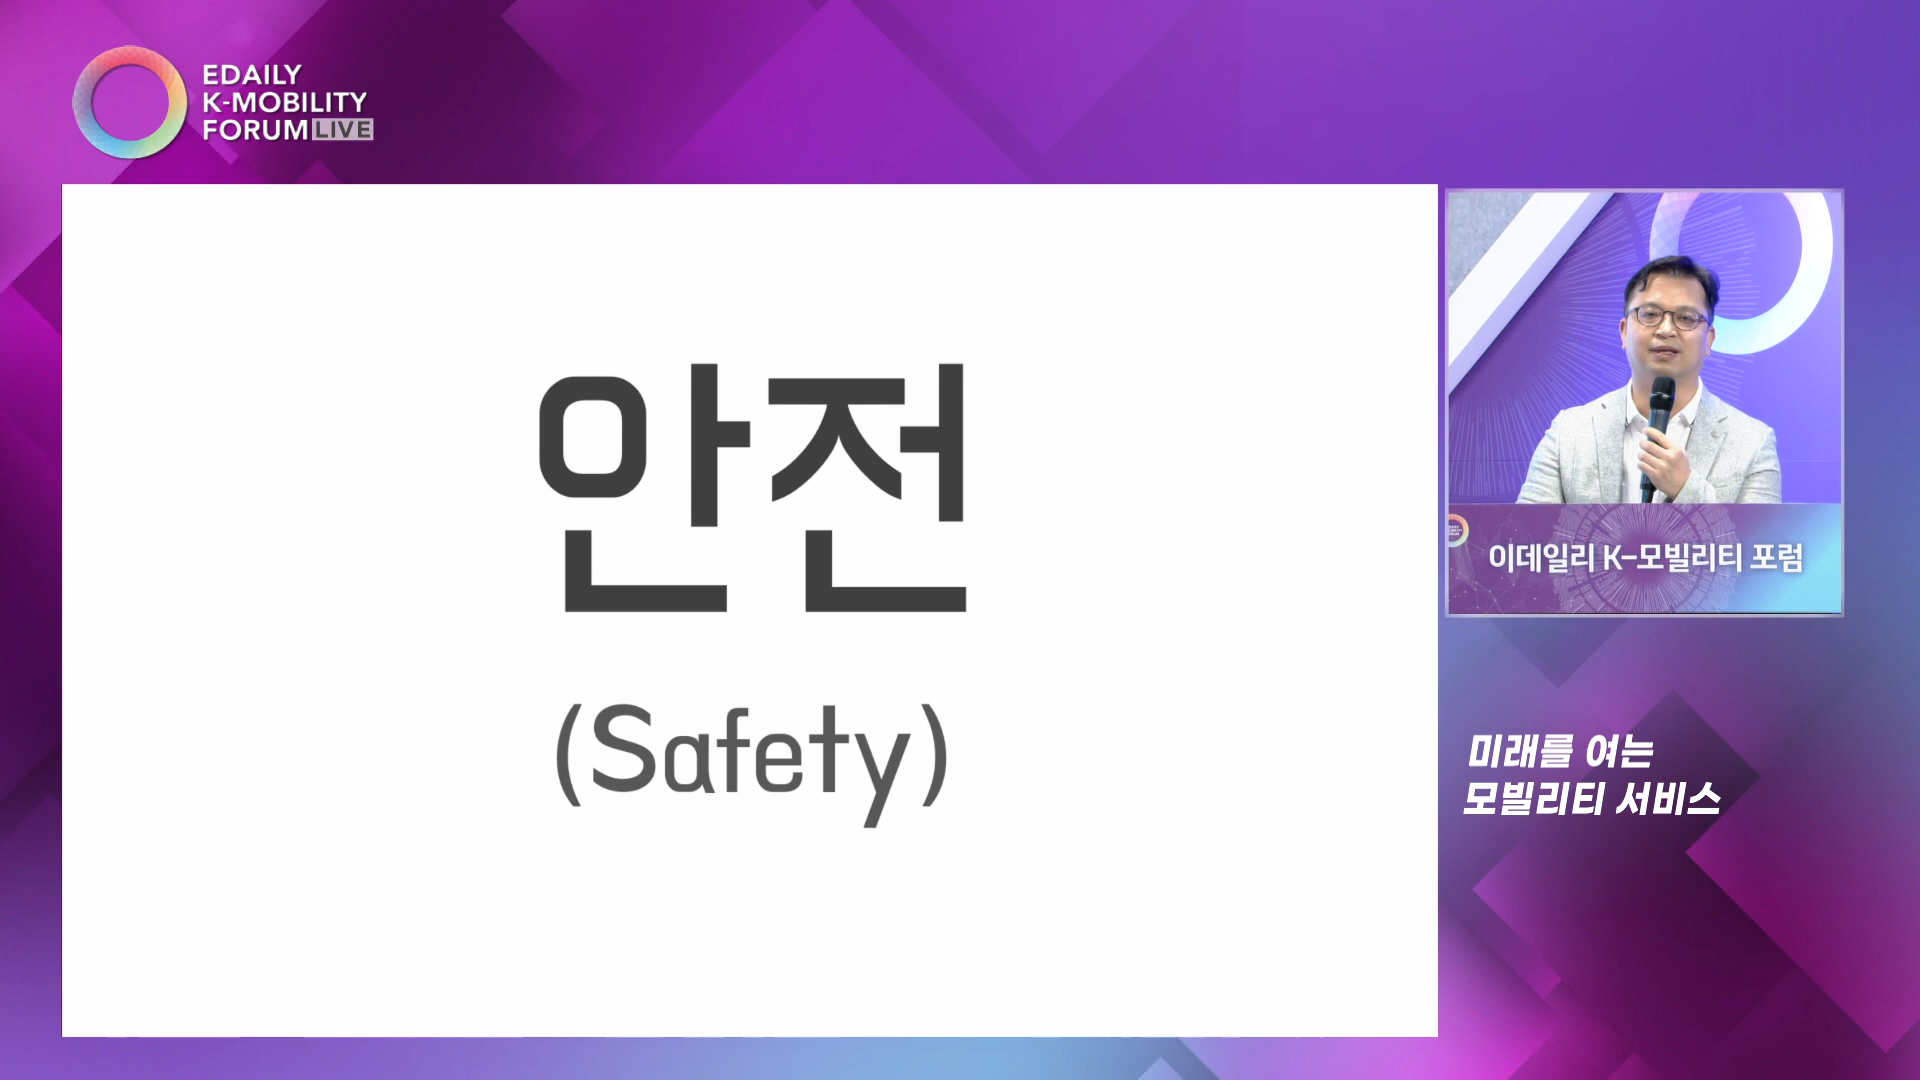 EDAILY
K-MOBILITY
FORUM LIVE
안전
(Safety)
이데일리 K-모빌리티 포럼
미래를 여는
모빌리티 서비스